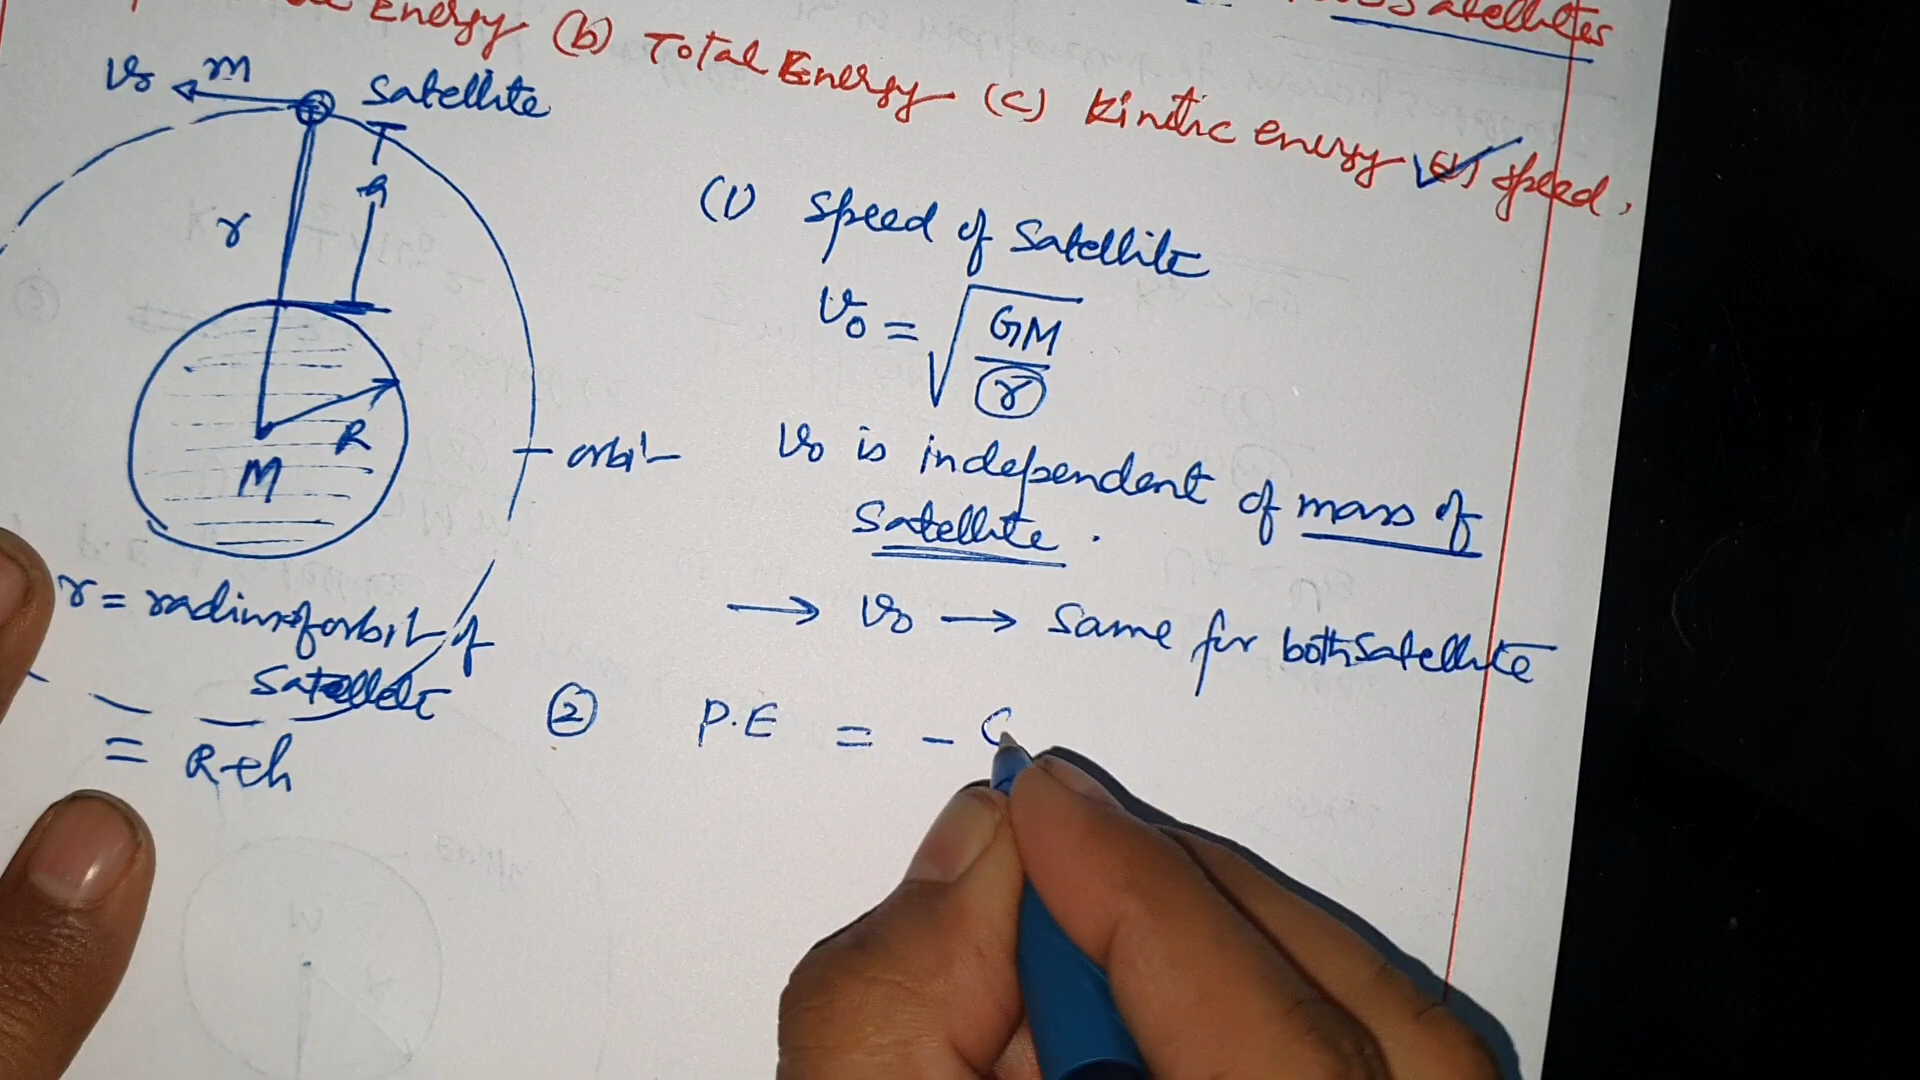 Satellites
Energy (b) Total Energy (c) Kinetic energy (d) Speed.
vo m satellite
h
r
R
M
orbit
r = radius of orbit of
Satellite
= R+h
(1) Speed of Satellite
vo = √GM/r
vo is independent of mass of
Satellite.
→ vo → Same for both Satellite
(2) P.E = - G